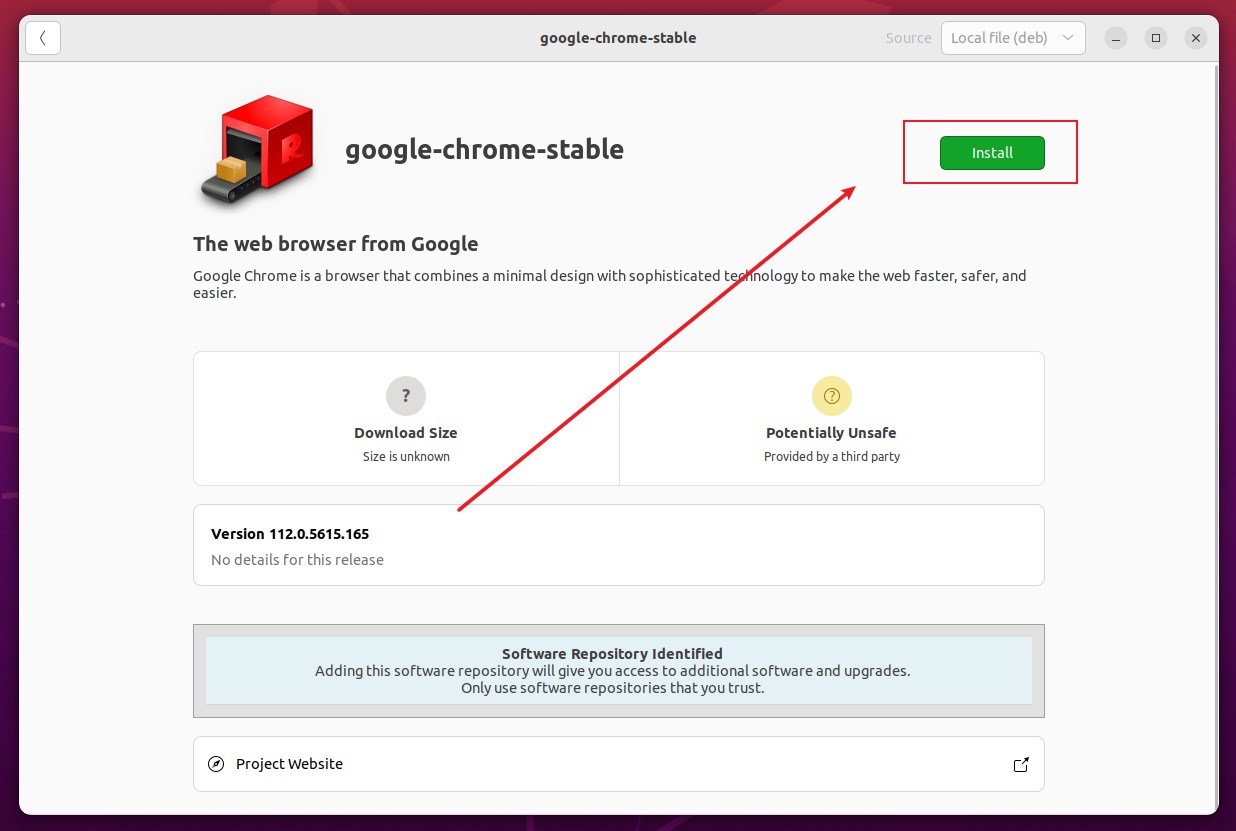 google-chrome-stable
Source
Local file (deb)
R
google-chrome-stable
Install
The web browser from Google
Google Chrome is a browser that combines a minimal design with sophisticated technology to make the web faster, safer, and
easier.
?
Download Size
Size is unknown
?
Potentially Unsafe
Provided by a third party
Version 112.0.5615.165
No details for this release
Software Repository Identified
Adding this software repository will give you access to additional software and upgrades.
Only use software repositories that you trust.
Project Website